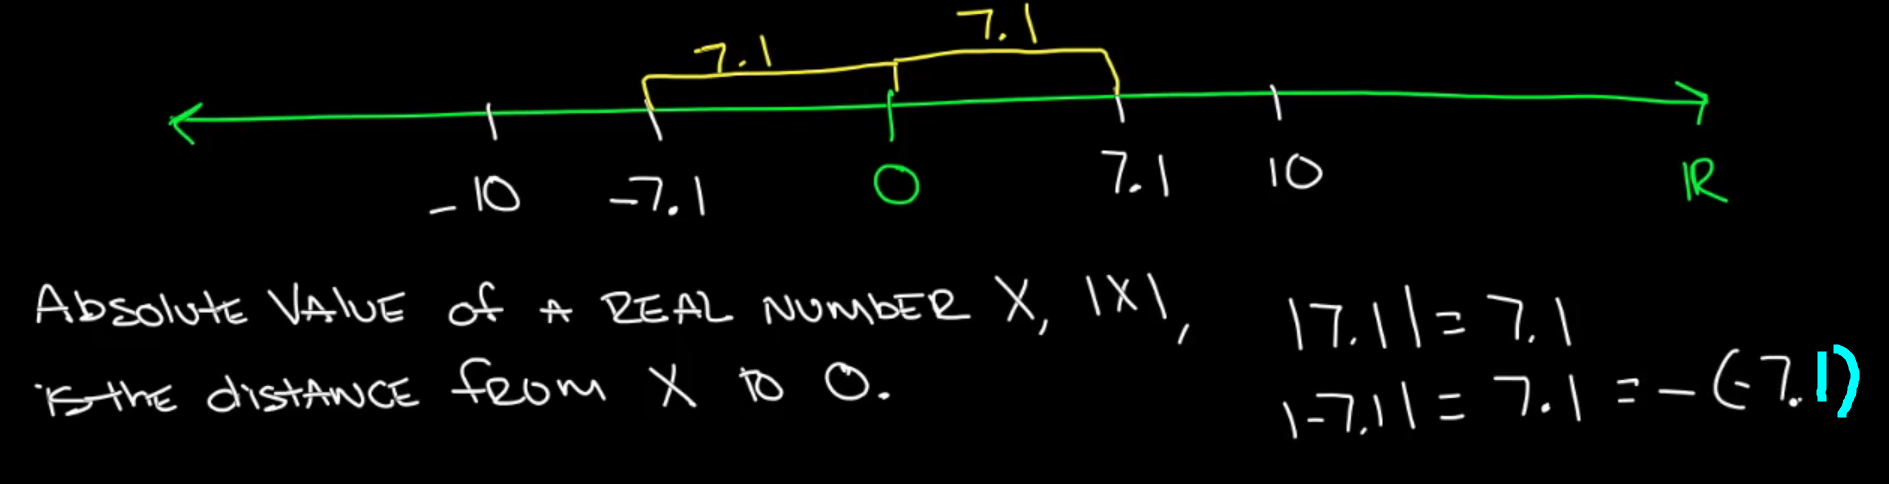 7.1 7.1
-10 -7.1 0 7.1 10 ℝ
Absolute Value of a REAL NUMBER X, |X|,
is the distance from X to 0.
|7.1| = 7.1
|-7.1| = 7.1 = -(-7.1)